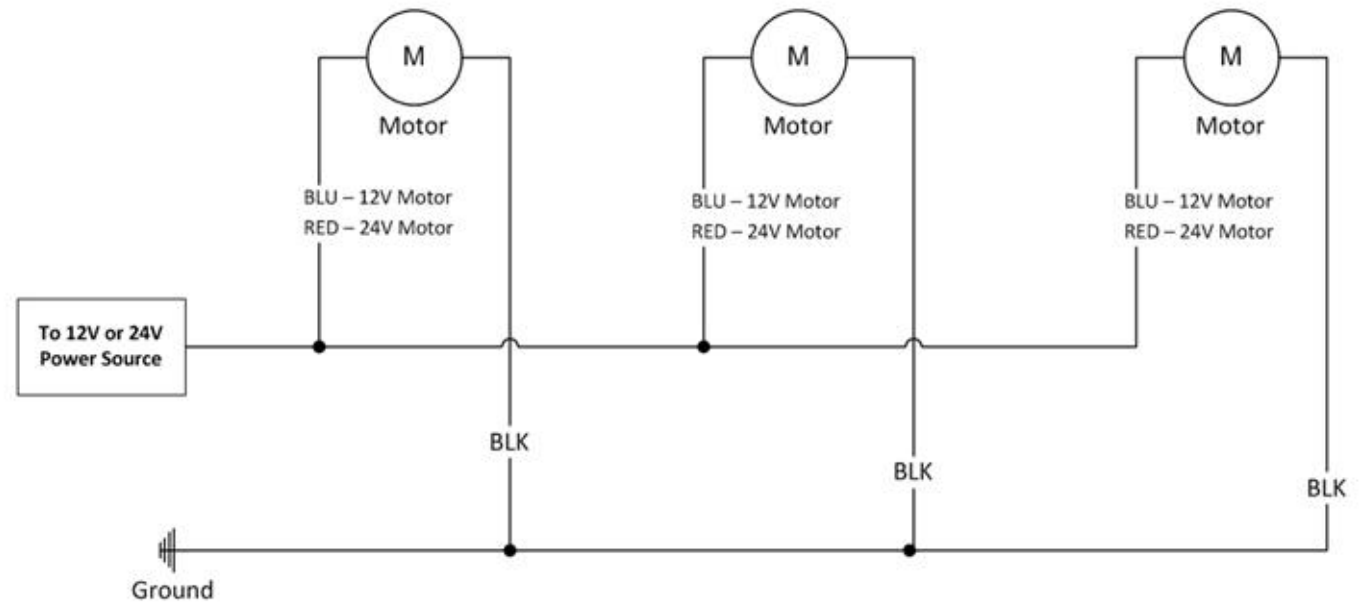 M
Motor
BLU – 12V Motor
RED – 24V Motor
M
Motor
BLU – 12V Motor
RED – 24V Motor
M
Motor
BLU – 12V Motor
RED – 24V Motor
To 12V or 24V
Power Source
BLK
BLK
BLK
Ground